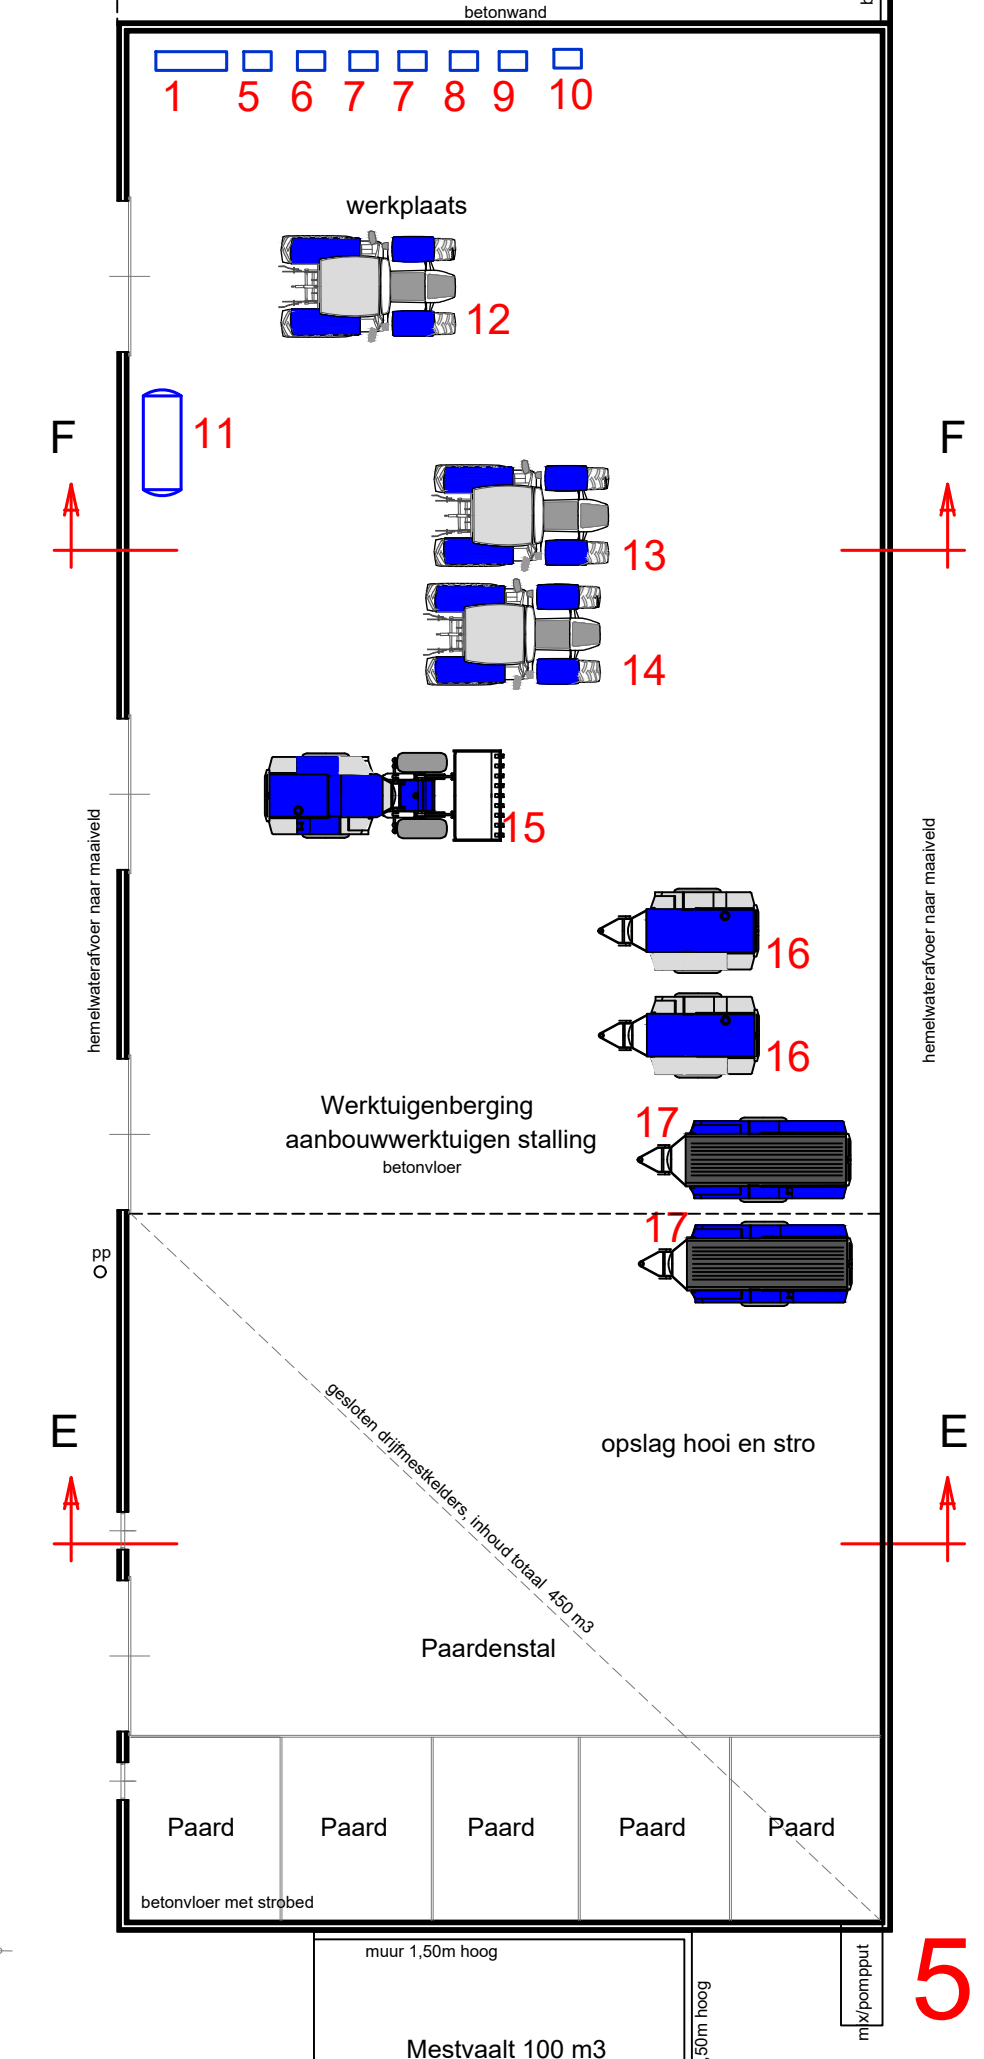 betonwand
1 5 6 7 7 8 9 10
werkplaats
12
11
F F
13
14
15
hemelwaterafvoer naar maaiveld
hemelwaterafvoer naar maaiveld
16
16
Werktuigenberging
aanbouwwerktuigen stalling
betonvloer
17
17
pp
E E
gesloten drijfmestkelders, inhoud totaal 450 m3
opslag hooi en stro
Paardenstal
Paard Paard Paard Paard Paard
betonvloer met strobed
muur 1,50m hoog
mix/pompput
5
,50m hoog
Mestvaalt 100 m3